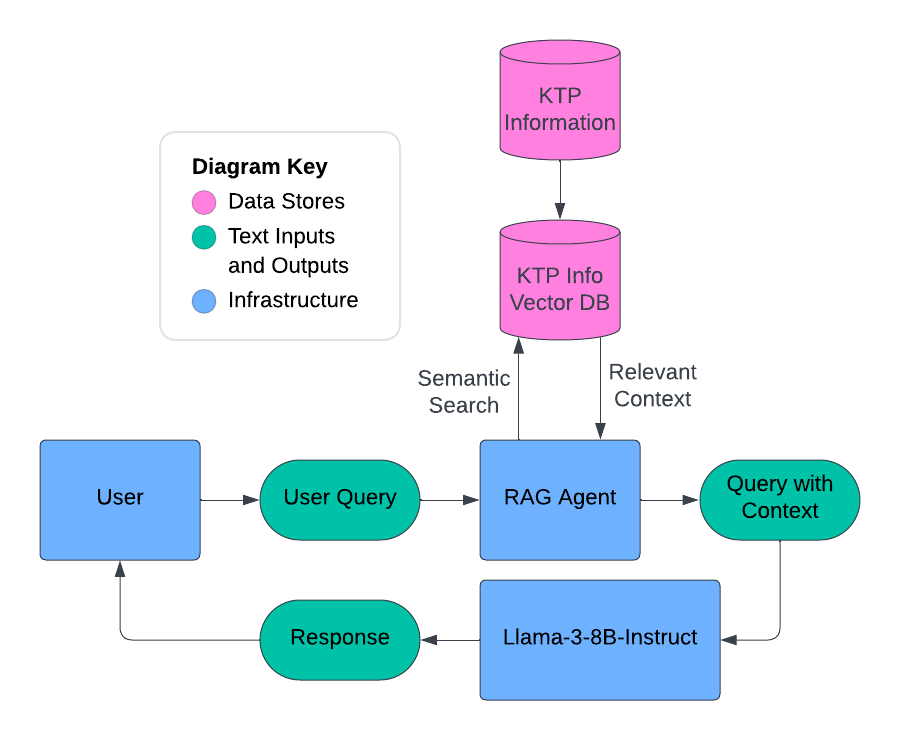 KTP
Information
Diagram Key
Data Stores
Text Inputs
and Outputs
Infrastructure
KTP Info
Vector DB
Semantic
Search
Relevant
Context
User
User Query
RAG Agent
Query with
Context
Response
Llama-3-8B-Instruct